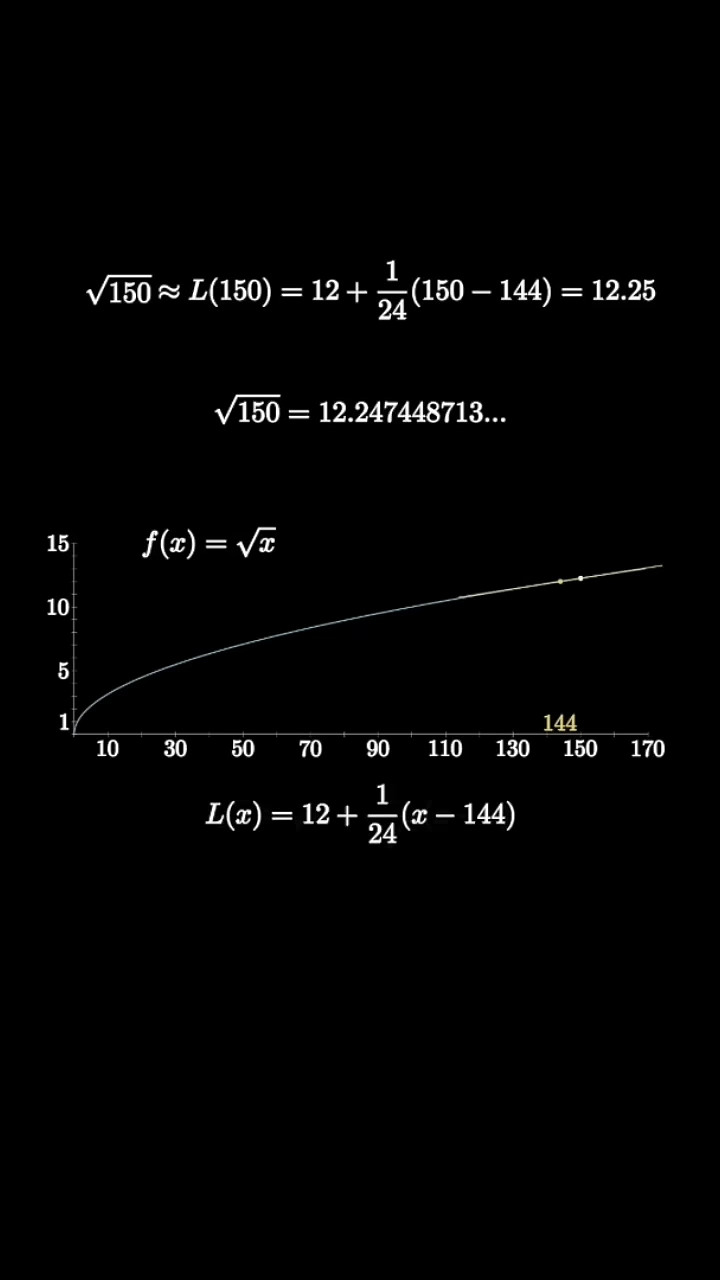 √150 ≈ L(150) = 12 + 1/24 (150 − 144) = 12.25
√150 = 12.247448713...
f(x) = √x
15
10
5
1
144
10 30 50 70 90 110 130 150 170
L(x) = 12 + 1/24 (x − 144)